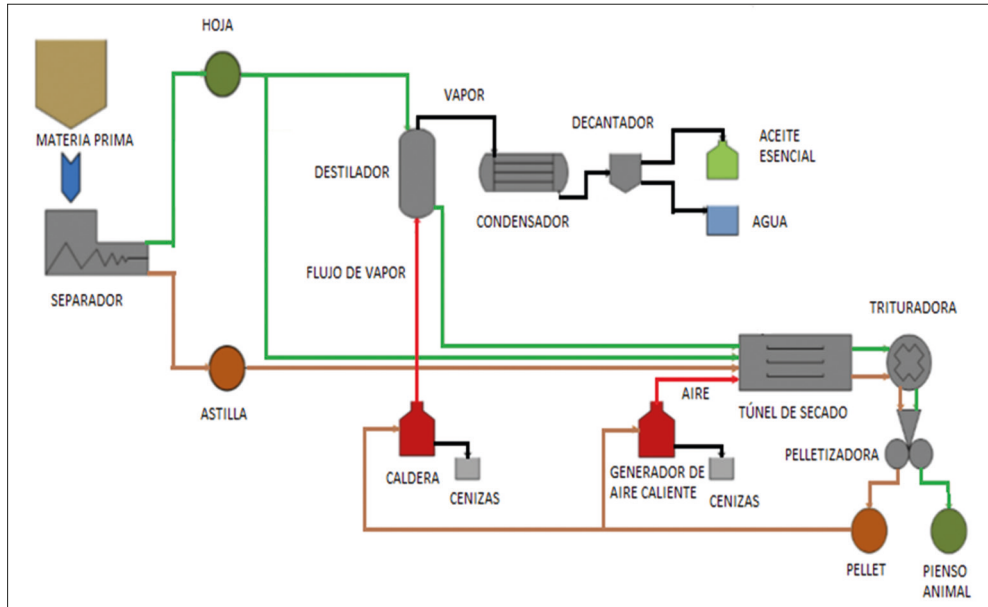 HOJA
MATERIA PRIMA
VAPOR
DECANTADOR
ACEITE
ESENCIAL
DESTILADOR
CONDENSADOR
AGUA
FLUJO DE VAPOR
SEPARADOR
TRITURADORA
ASTILLA
AIRE
TÚNEL DE SECADO
PELLETIZADORA
CALDERA
CENIZAS
GENERADOR DE
AIRE CALIENTE
CENIZAS
PELLET
PIENSO
ANIMAL